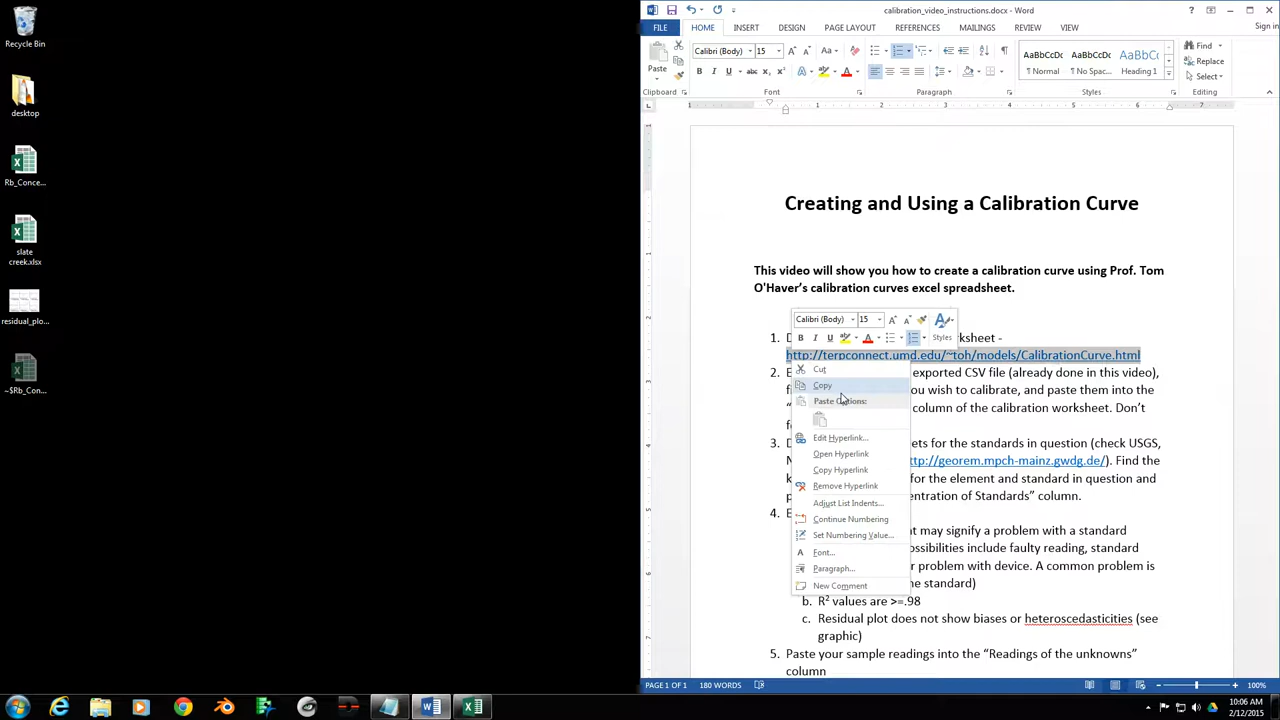 calibration_video_instructions.docx - Word
Sign in
FILE
HOME
INSERT
DESIGN
PAGE LAYOUT
REFERENCES
MAILINGS
REVIEW
VIEW
Paste
Calibri (Body)
15
AaBbCcDc
AaBbCcDc
AaBbCc
¶ Normal
¶ No Spac...
Heading 1
Find
Replace
Select
Clipboard
Font
Paragraph
Styles
Editing
Recycle Bin
desktop
Rb_Conce...
slate
creek.xlsx
residual_plo...
~$Rb_Con...
Creating and Using a Calibration Curve
This video will show you how to create a calibration curve using Prof. Tom
O'Haver's calibration curves excel spreadsheet.
Calibri (Body)
15
Styles
1. D
ksheet -
http://terpconnect.umd.edu/~toh/models/CalibrationCurve.html
2. E
exported CSV file (already done in this video),
f
ou wish to calibrate, and paste them into the
"
column of the calibration worksheet. Don't
f
3. D
ets for the standards in question (check USGS,
N
ttp://georem.mpch-mainz.gwdg.de/). Find the
k
for the element and standard in question and
p
entration of Standards" column.
4. E
t may signify a problem with a standard
ossibilities include faulty reading, standard
r problem with device. A common problem is
he standard)
b. R² values are >=.98
c. Residual plot does not show biases or heteroscedasticities (see
graphic)
5. Paste your sample readings into the "Readings of the unknowns"
column
Cut
Copy
Paste Options:
Edit Hyperlink...
Open Hyperlink
Copy Hyperlink
Remove Hyperlink
Adjust List Indents...
Continue Numbering
Set Numbering Value...
Font...
Paragraph...
New Comment
PAGE 1 OF 1
180 WORDS
100%
10:06 AM
2/12/2015